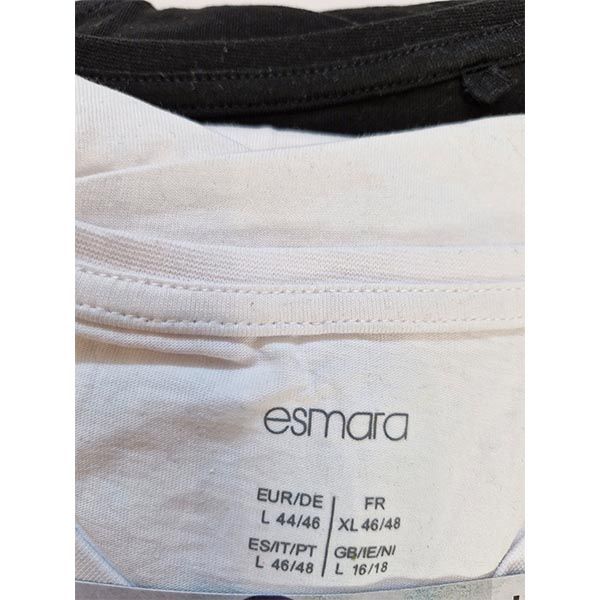 esmara
EUR/DE FR
L 44/46 XL 46/48
ES/IT/PT GB/IE/NI
L 46/48 L 16/18